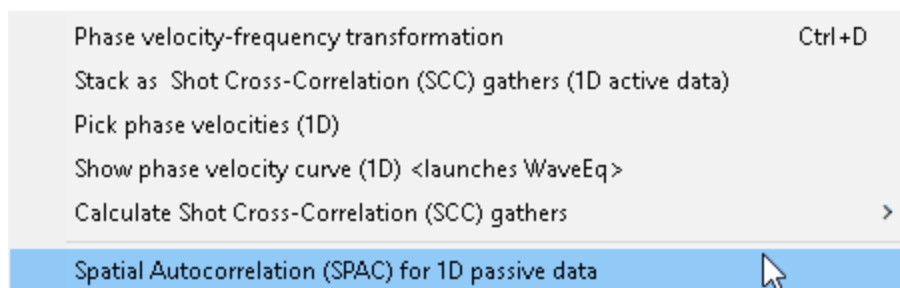 Phase velocity-frequency transformation Ctrl+D
Stack as  Shot Cross-Correlation (SCC) gathers (1D active data)
Pick phase velocities (1D)
Show phase velocity curve (1D) <launches WaveEq>
Calculate Shot Cross-Correlation (SCC) gathers
Spatial Autocorrelation (SPAC) for 1D passive data